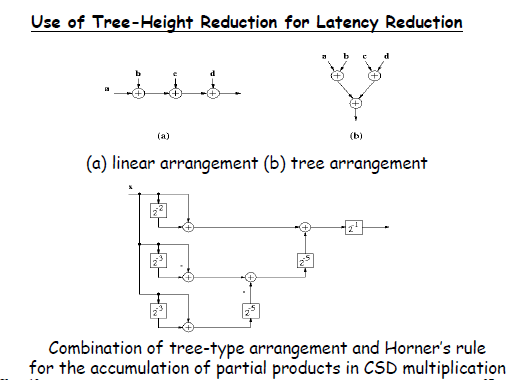 Use of Tree-Height Reduction for Latency Reduction
a b c d
b c d
a
+ + + + + +
(a) (b)
(a) linear arrangement (b) tree arrangement
x
2^-2
+ + 2^-1
2^-3 - 2^-5
+ +
-
2^-3 2^-5
+
Combination of tree-type arrangement and Horner's rule
for the accumulation of partial products in CSD multiplication